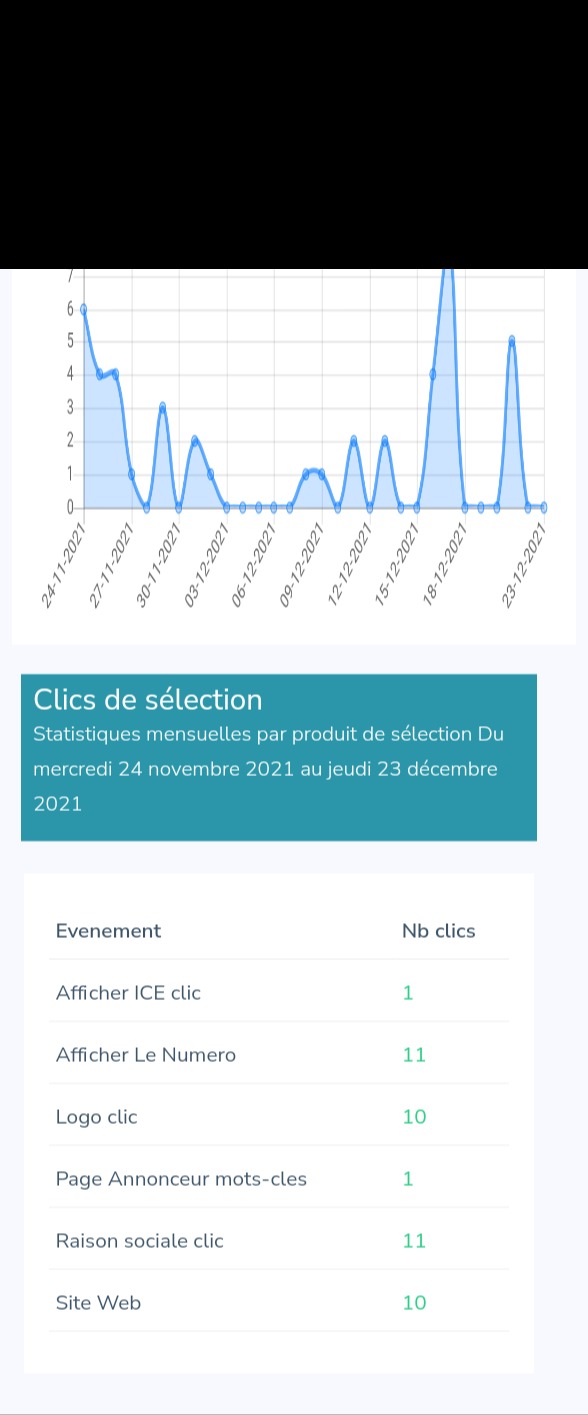 7
6
5
4
3
2
1
0
24-11-2021
27-11-2021
30-11-2021
03-12-2021
06-12-2021
09-12-2021
12-12-2021
15-12-2021
18-12-2021
23-12-2021
Clics de sélection
Statistiques mensuelles par produit de sélection Du
mercredi 24 novembre 2021 au jeudi 23 décembre
2021
Evenement Nb clics
Afficher ICE clic 1
Afficher Le Numero 11
Logo clic 10
Page Annonceur mots-cles 1
Raison sociale clic 11
Site Web 10